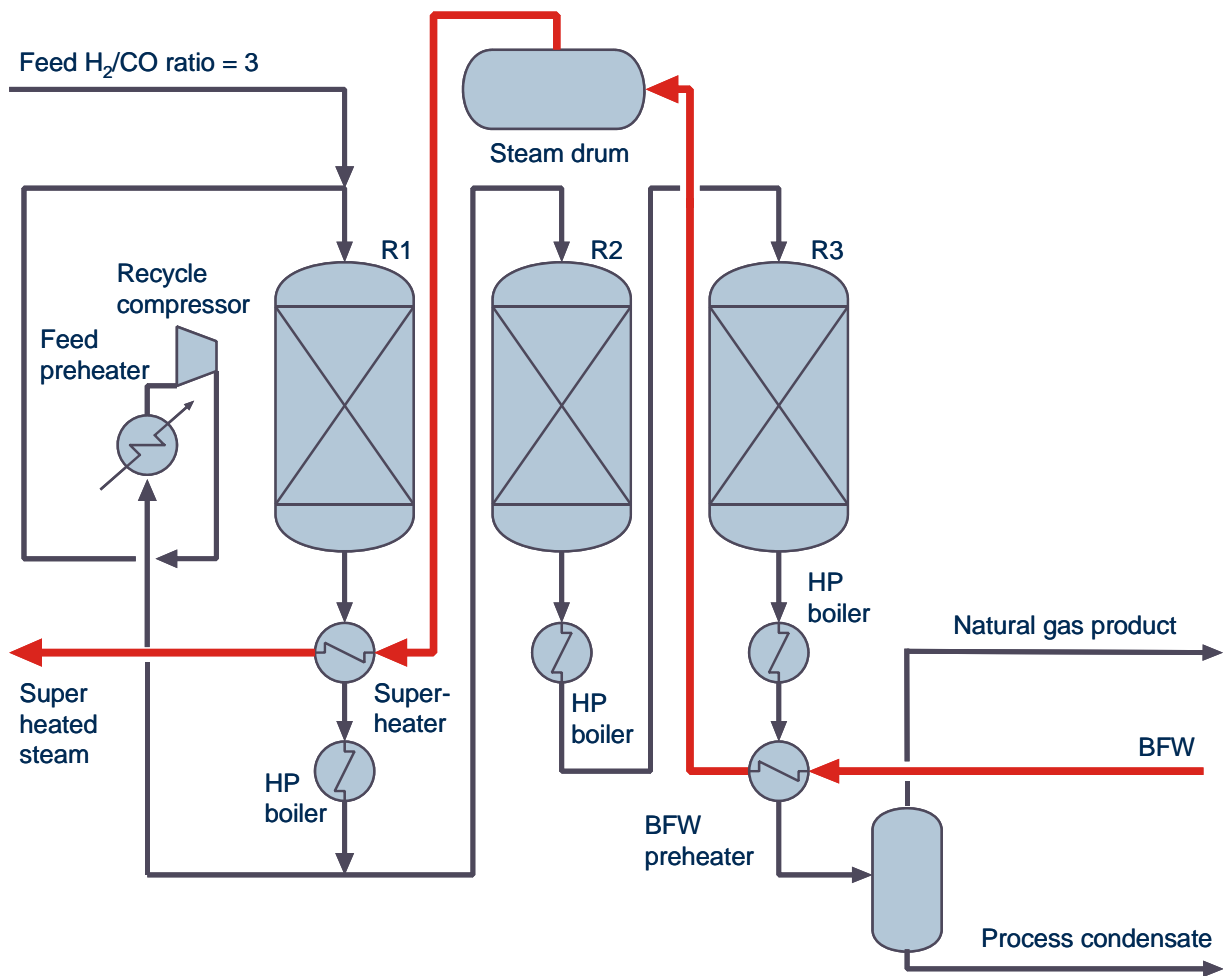 Feed H₂/CO ratio = 3
Steam drum
R1
R2
R3
Recycle
compressor
Feed
preheater
HP
boiler
Natural gas product
Super
heated
steam
Super-
heater
HP
boiler
BFW
HP
boiler
BFW
preheater
Process condensate